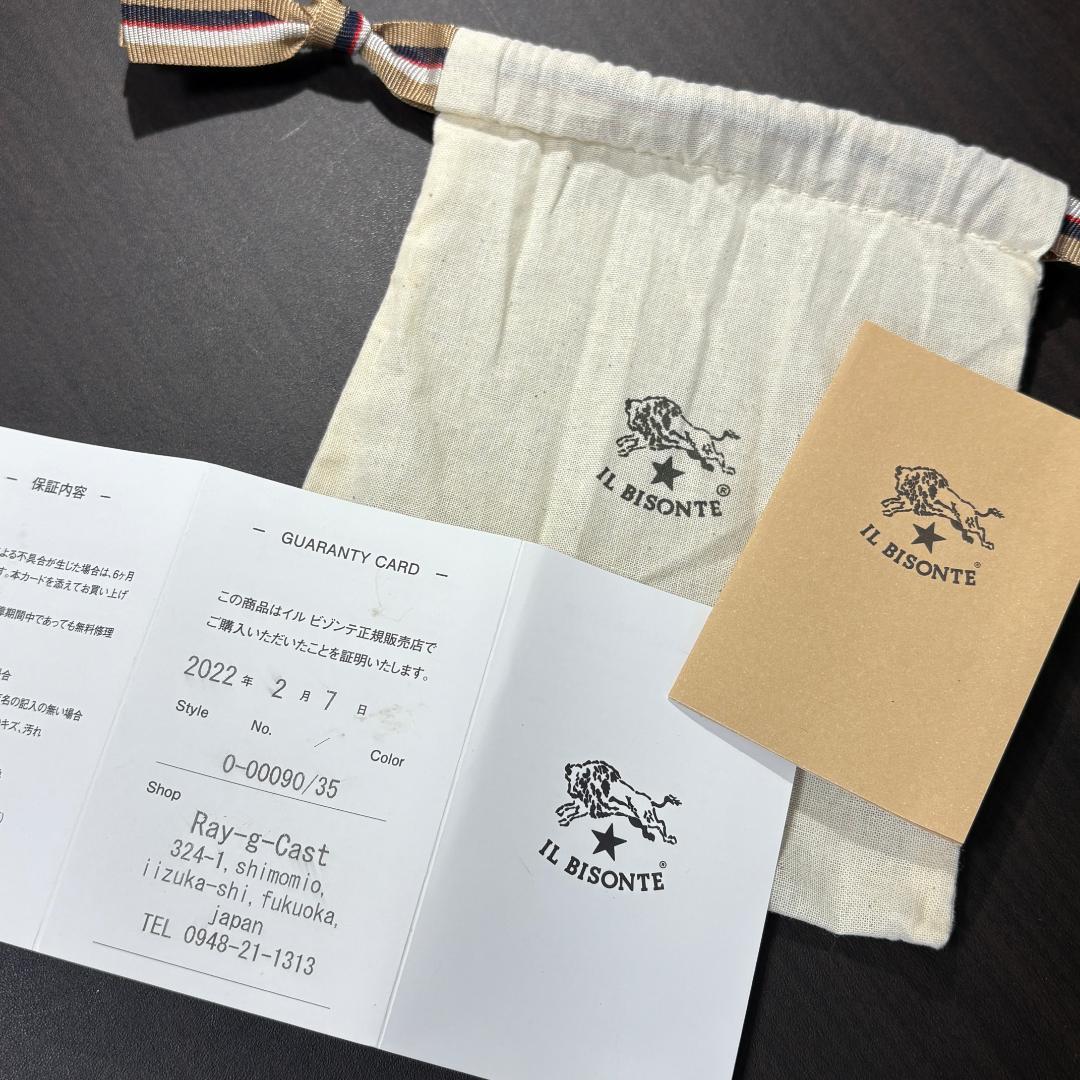 IL BISONTE®
IL BISONTE®
— 保証内容 —
よる不具合が生じた場合は、6ヶ月
す。本カードを添えてお買い上げ
章期間中であっても無料修理
合
名の記入の無い場合
キズ、汚れ
— GUARANTY CARD —
この商品はイル ビゾンテ正規販売店で
ご購入いただいたことを証明いたします。
2022 年 2 月 7 日
Style No. / Color
0-00090/35
Shop
Ray-g-Cast
324-1, shimomio,
iizuka-shi, fukuoka,
japan
TEL 0948-21-1313
IL BISONTE®